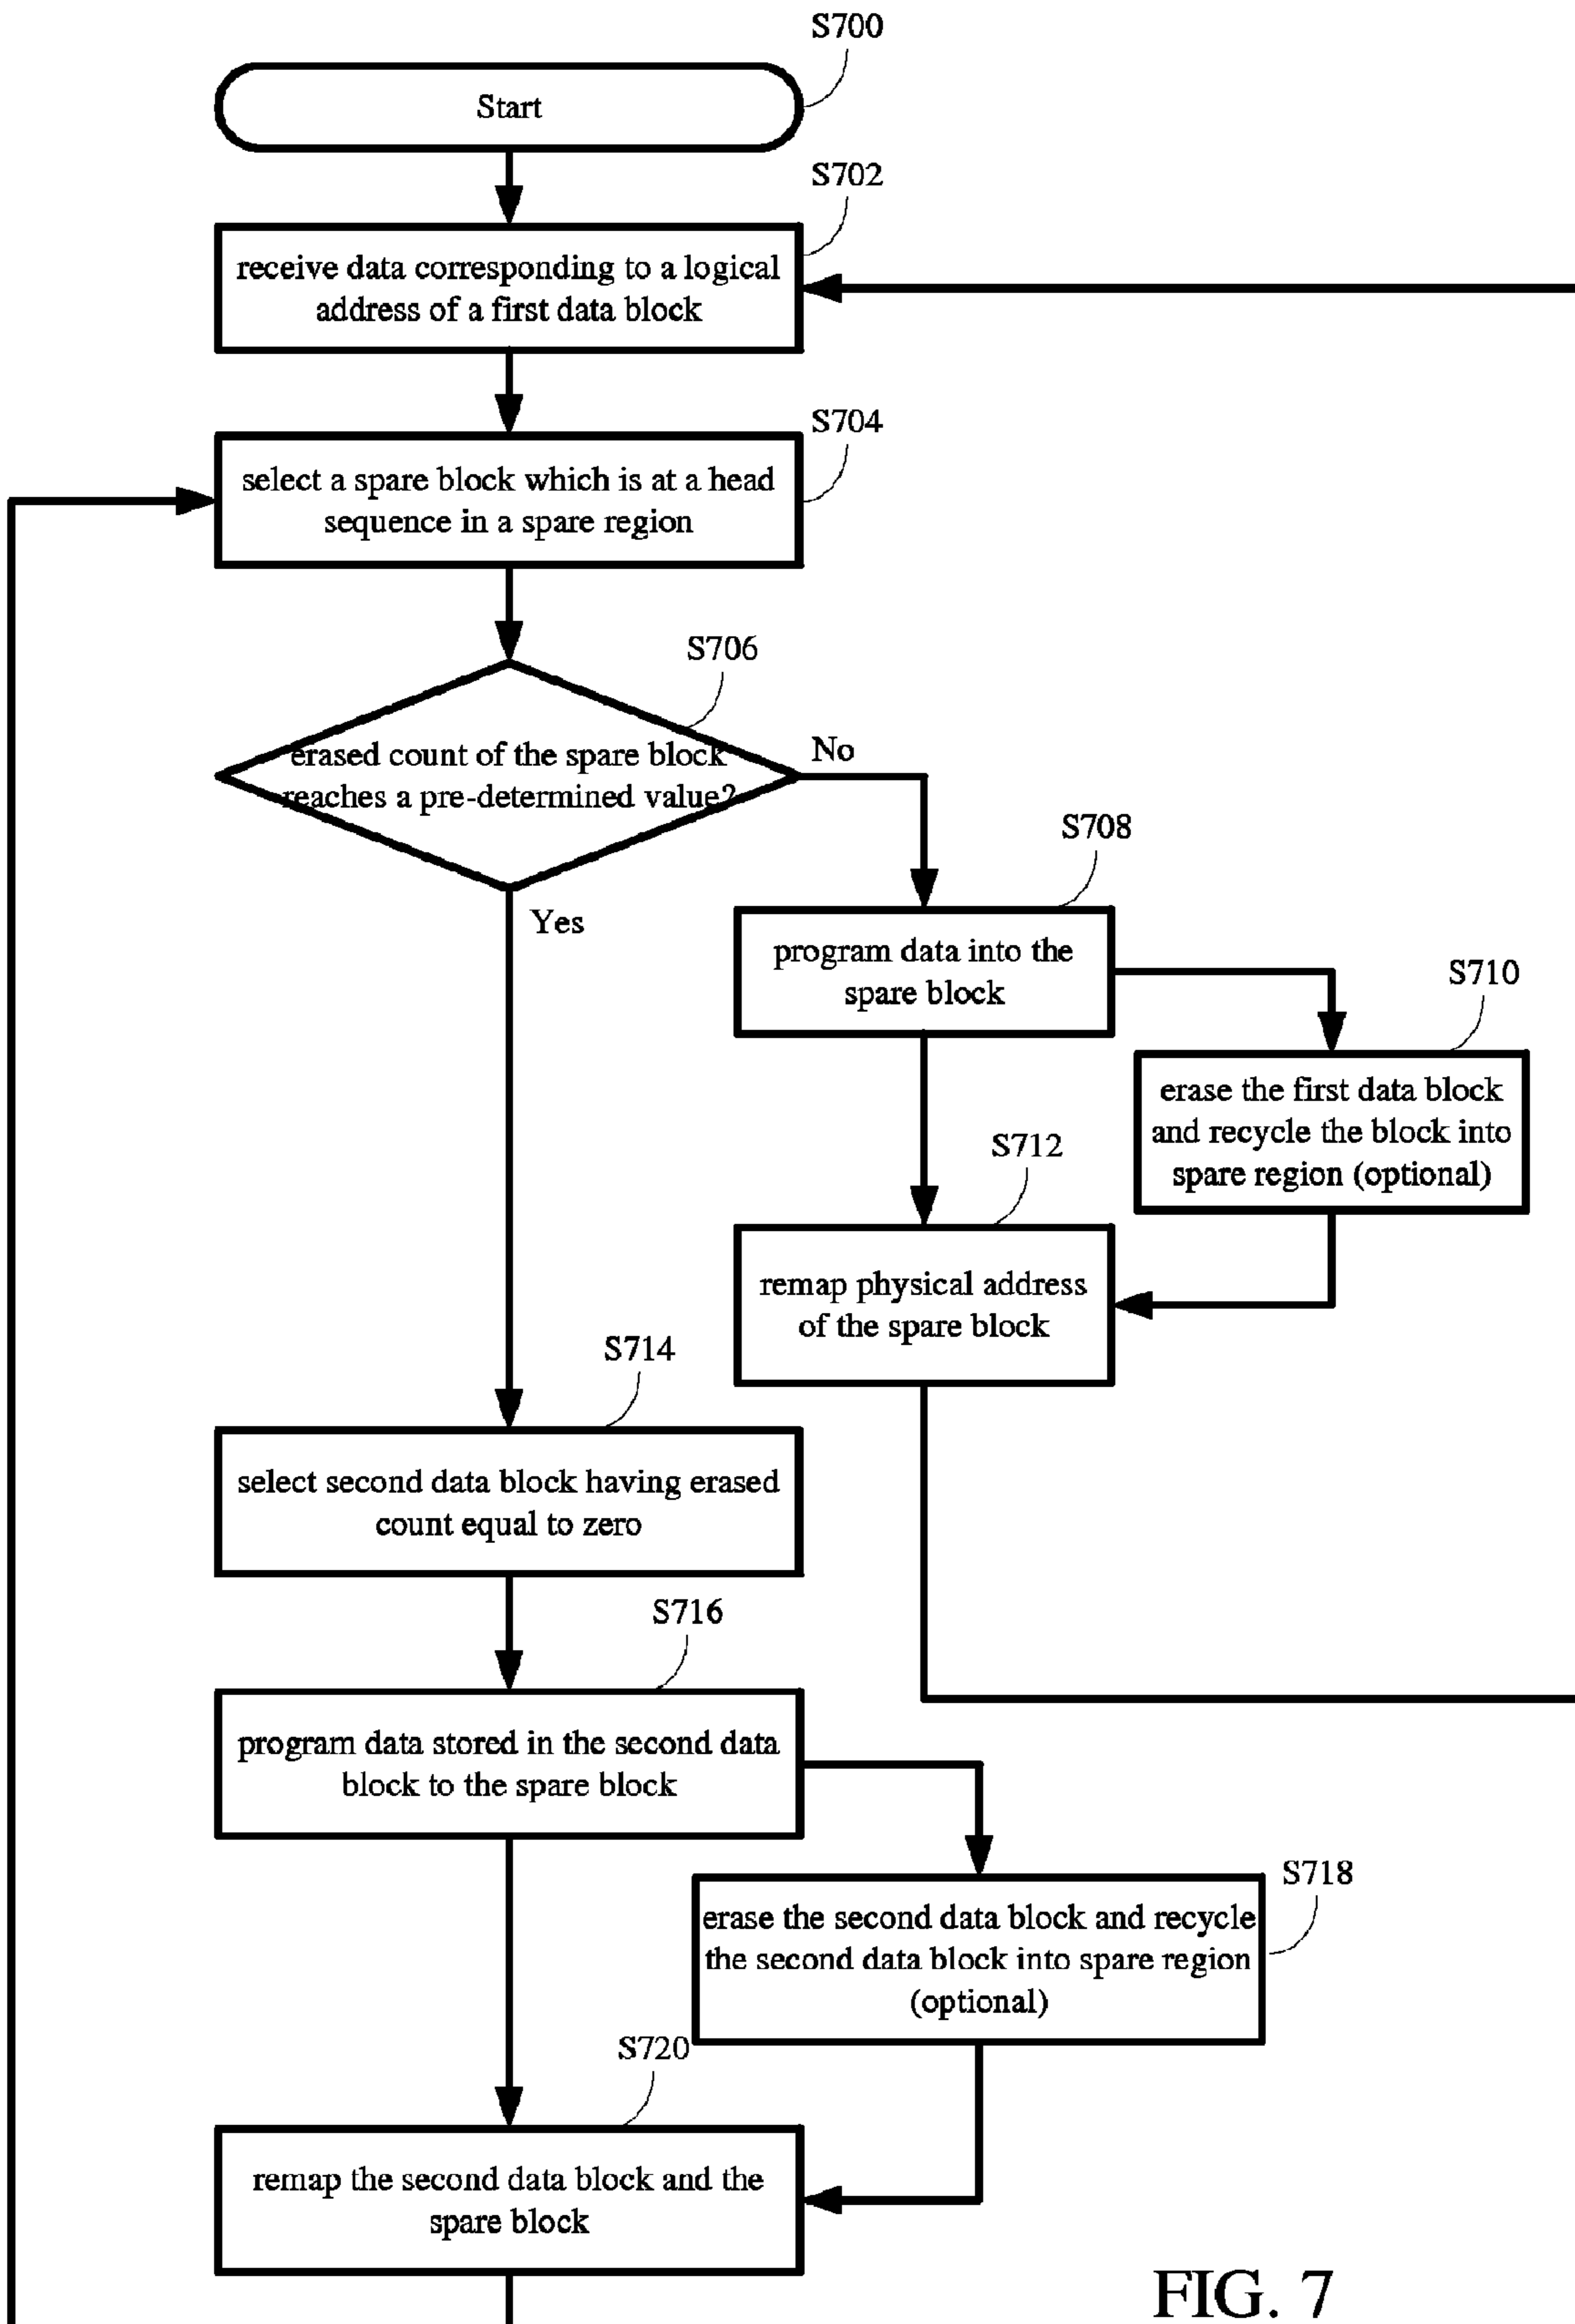 S700
Start
S702
receive data corresponding to a logical
address of a first data block
S704
select a spare block which is at a head
sequence in a spare region
S706
erased count of the spare block
reaches a pre-determined value?
No
Yes
S708
program data into the
spare block
S710
erase the first data block
and recycle the block into
spare region (optional)
S712
remap physical address
of the spare block
S714
select second data block having erased
count equal to zero
S716
program data stored in the second data
block to the spare block
S718
erase the second data block and recycle
the second data block into spare region
(optional)
S720
remap the second data block and the
spare block
FIG. 7